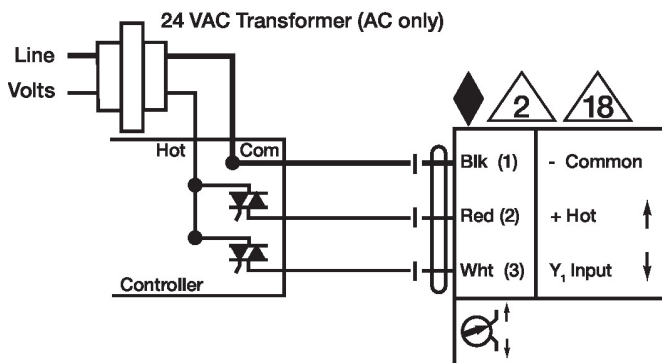 24 VAC Transformer (AC only)
Line
Volts
Hot Com
2 18
Blk (1) - Common
Red (2) + Hot
Wht (3) Y1 Input
Controller